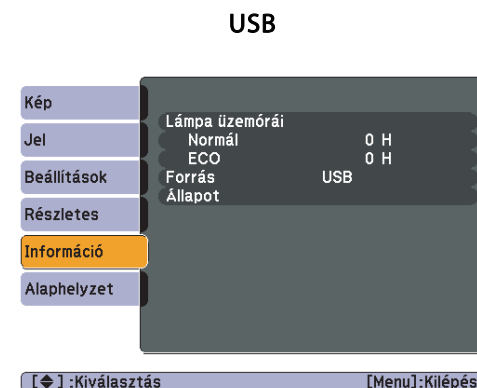 USB
Kép
Jel
Beállítások
Részletes
Információ
Alaphelyzet
Lámpa üzemórái
Normál 0 H
ECO 0 H
Forrás USB
Állapot
[◆] :Kiválasztás [Menu]:Kilépés